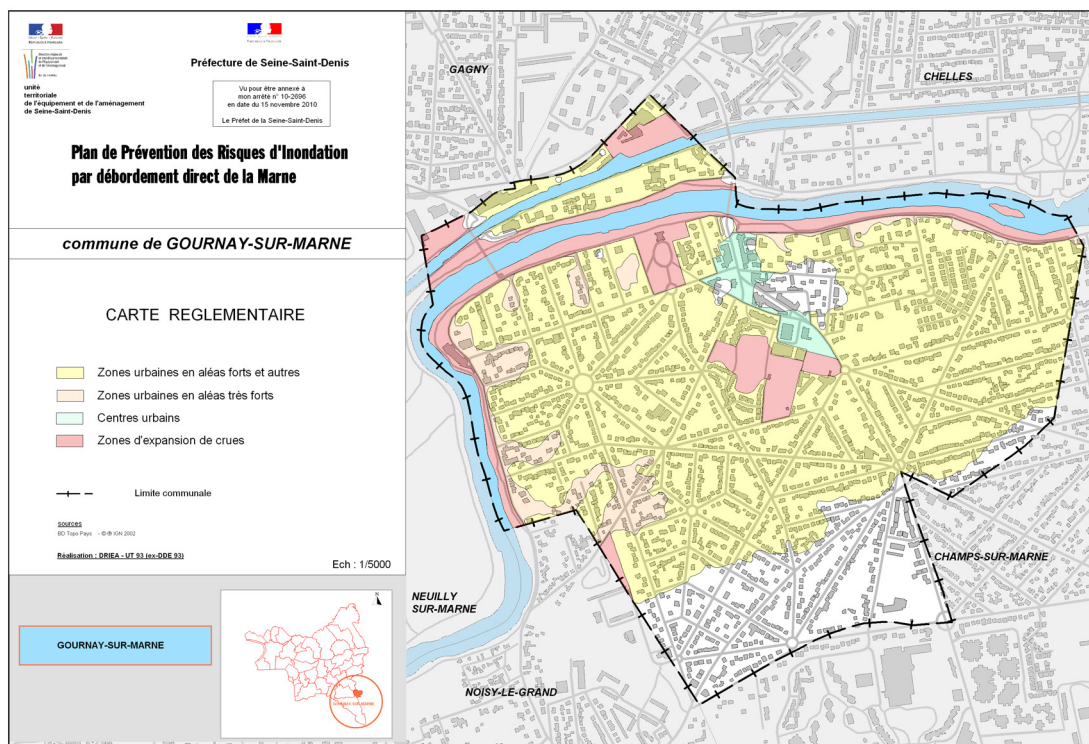 RÉPUBLIQUE FRANÇAISE
unité
territoriale
de l'équipement et de l'aménagement
de Seine-Saint-Denis
Préfecture de Seine-Saint-Denis
Vu pour être annexé à
mon arrêté n° 10-2696
en date du 15 novembre 2010
Le Préfet de la Seine-Saint-Denis
Plan de Prévention des Risques d'Inondation
par débordement direct de la Marne
commune de GOURNAY-SUR-MARNE
CARTE REGLEMENTAIRE
Zones urbaines en aléas forts et autres
Zones urbaines en aléas très forts
Centres urbains
Zones d'expansion de crues
Limite communale
sources
BD Topo Pays - ©® IGN 2002
Réalisation : DRIEA - UT 93 (ex-DDE 93)
Ech : 1/5000
GOURNAY-SUR-MARNE
N
GOURNAY-SUR-MARNE
GAGNY
CHELLES
CHAMPS-SUR-MARNE
NEUILLY
SUR-MARNE
NOISY-LE-GRAND